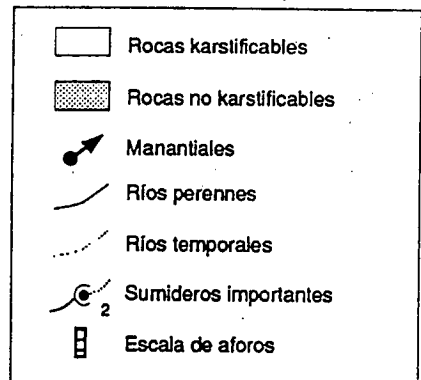 Rocas karstificables
Rocas no karstificables
Manantiales
Ríos perennes
Ríos temporales
Sumideros importantes
2
Escala de aforos